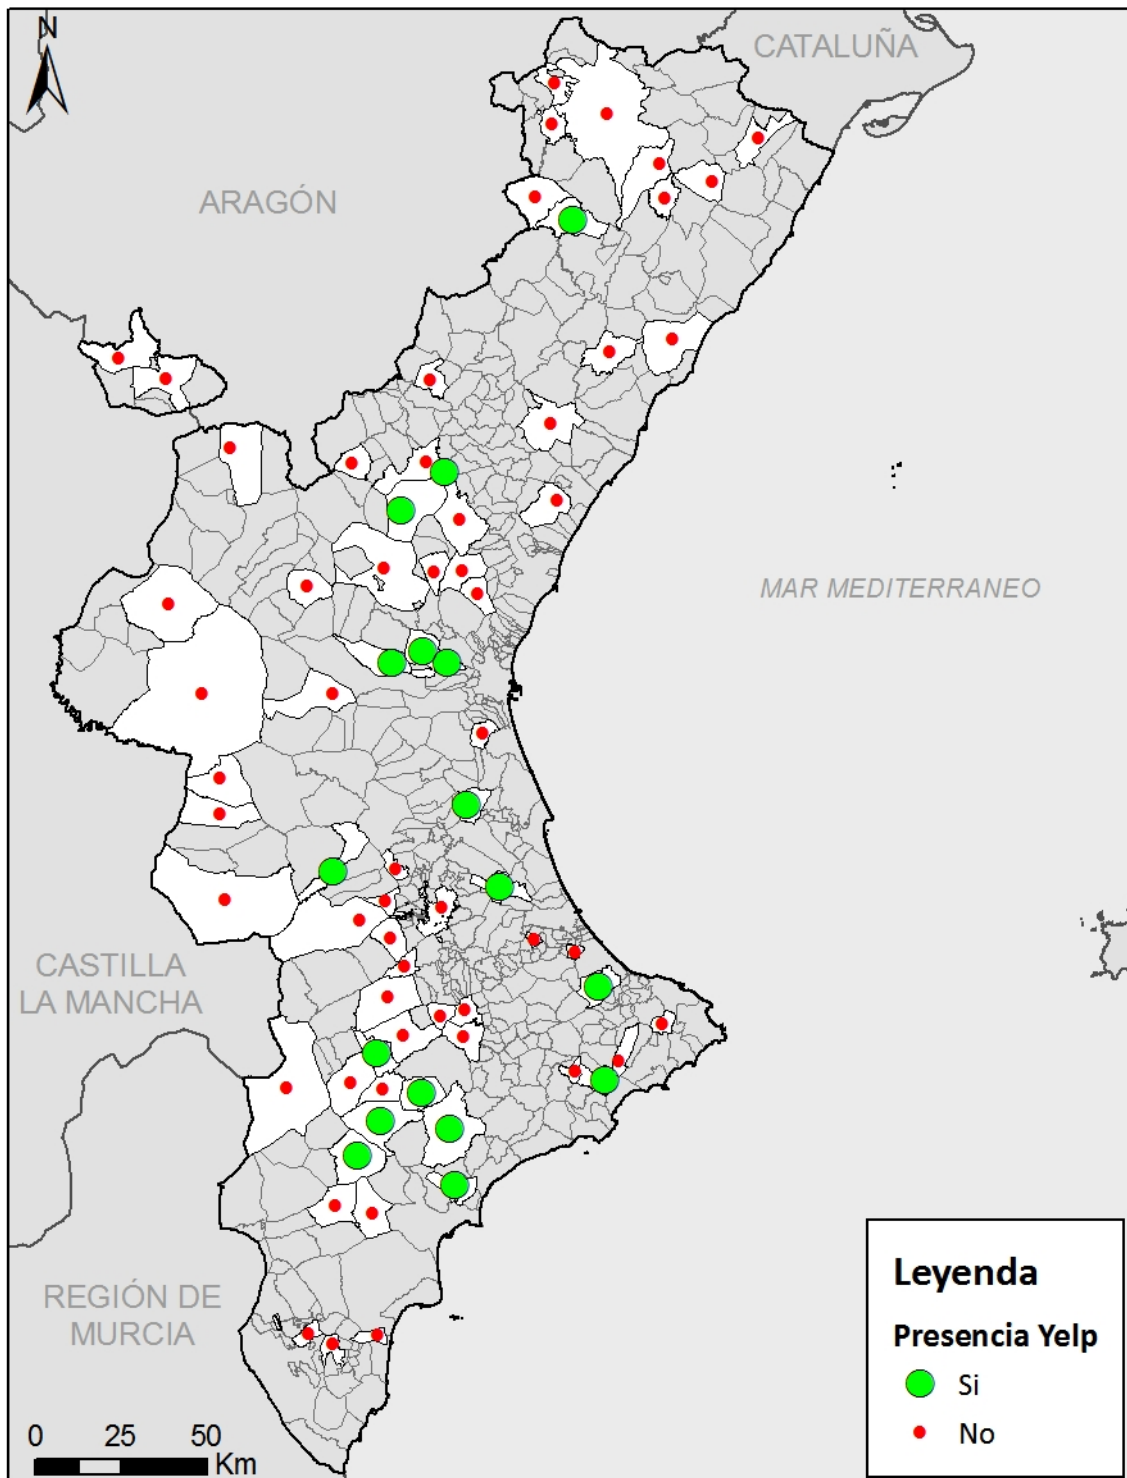 N
CATALUÑA
ARAGÓN
MAR MEDITERRANEO
CASTILLA
LA MANCHA
REGIÓN DE
MURCIA
Leyenda
Presencia Yelp
Si
No
0 25 50
Km